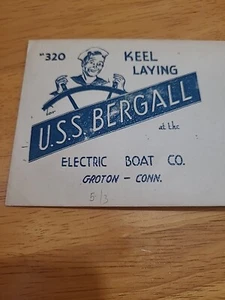 "320 KEEL
LAYING
U.S.S. BERGALL
at the
ELECTRIC BOAT CO.
GROTON - CONN.
5/3